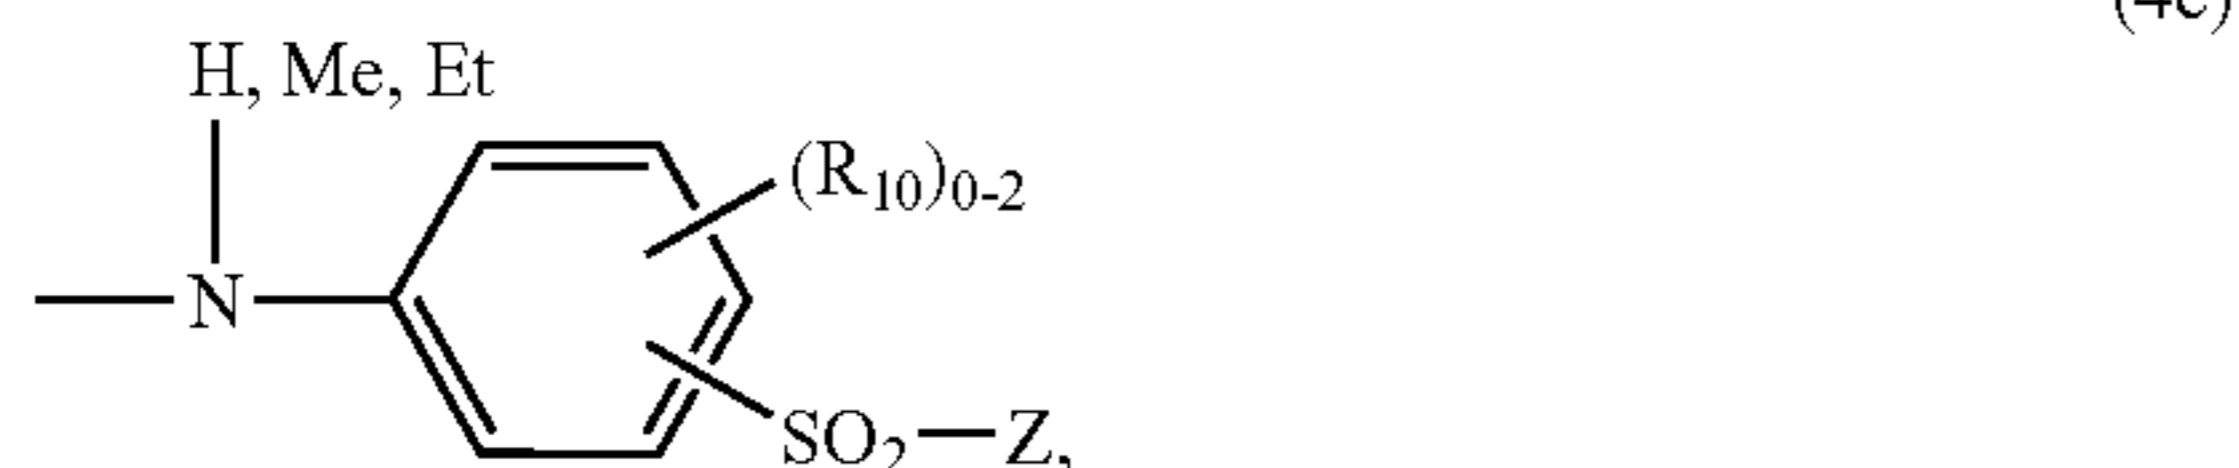 (4c)
H, Me, Et
(R₁₀)₀₋₂
N
SO₂—Z,